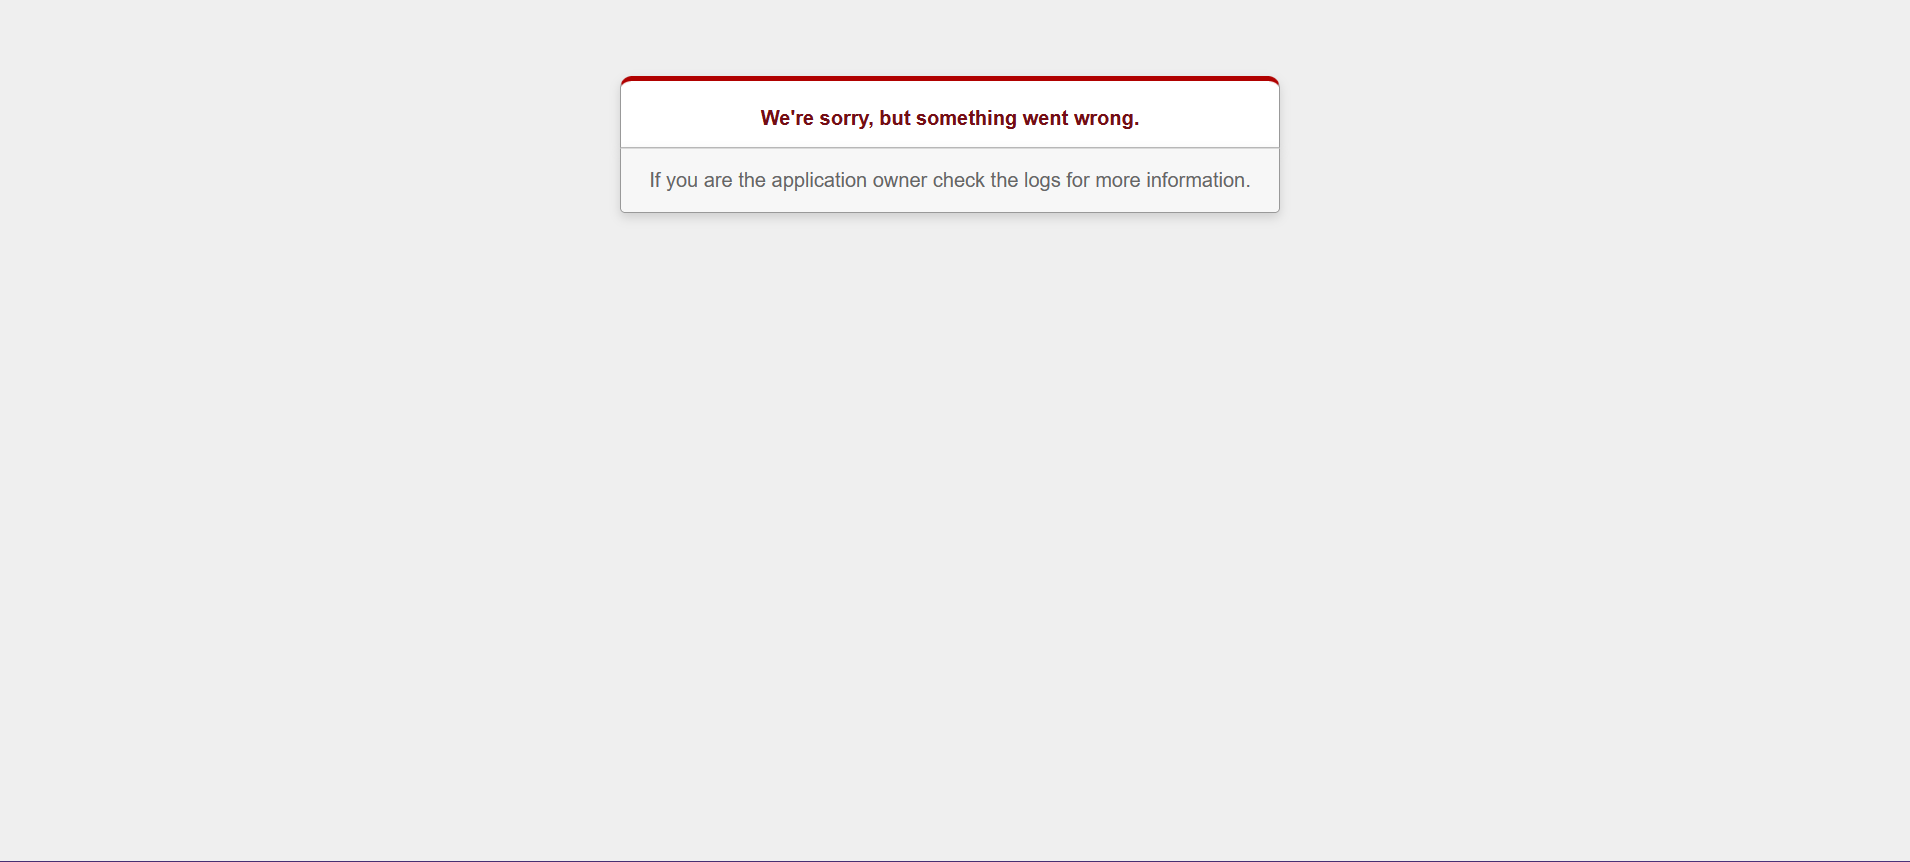 We're sorry, but something went wrong.
If you are the application owner check the logs for more information.